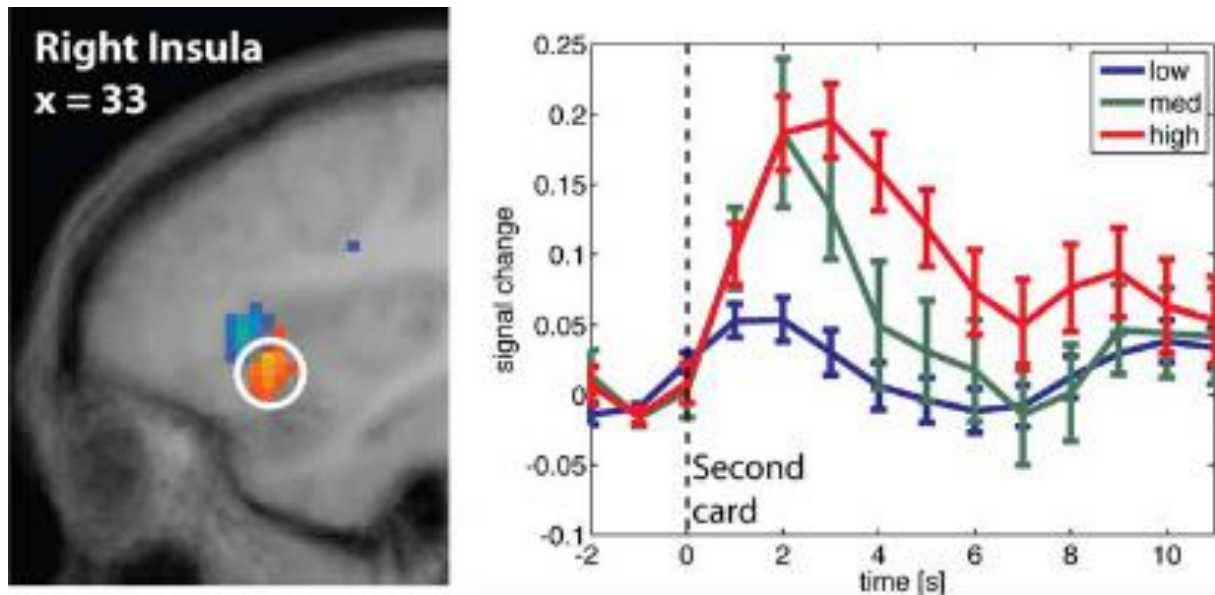 Right Insula
x = 33
0.25
0.2
0.15
0.1
0.05
0
-0.05
-0.1
signal change
low
med
high
Second
card
-2
0
2
4
6
8
10
time [s]